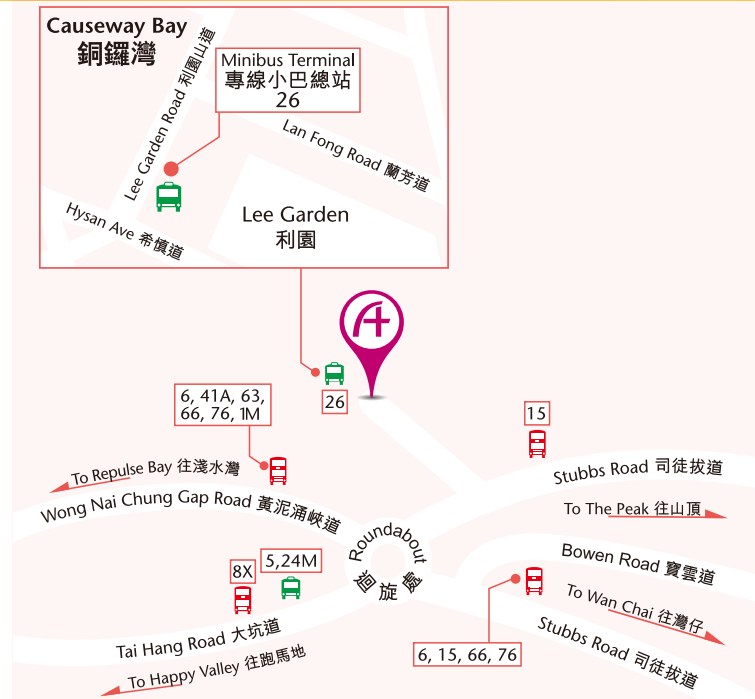 Causeway Bay
銅鑼灣
Minibus Terminal
專線小巴總站
26
Lee Garden Road 利園山道
Lan Fong Road 蘭芳道
Hysan Ave 希慎道
Lee Garden
利園
26
6, 41A, 63,
66, 76, 1M
15
To Repulse Bay 往淺水灣
Wong Nai Chung Gap Road 黃泥涌峽道
Stubbs Road 司徒拔道
To The Peak 往山頂
Roundabout
迴旋處
Bowen Road 寶雲道
8X
5,24M
To Wan Chai 往灣仔
Tai Hang Road 大坑道
6, 15, 66, 76
Stubbs Road 司徒拔道
To Happy Valley 往跑馬地